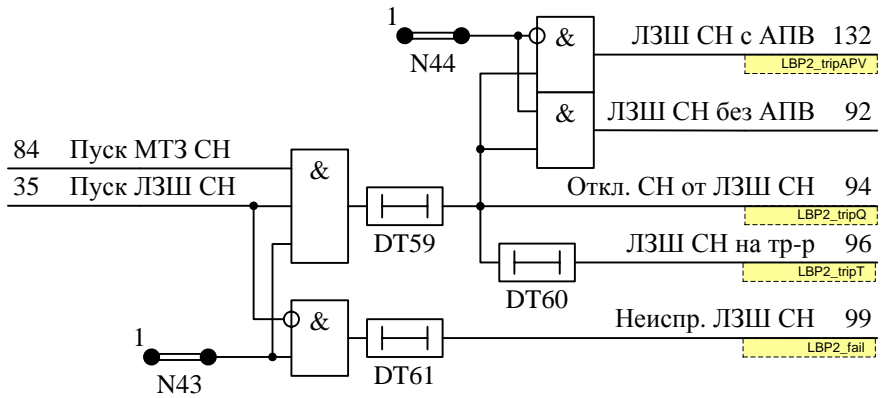 1
N44
&
ЛЗШ СН с АПВ 132
LBP2_tripAPV
&
ЛЗШ СН без АПВ 92
84 Пуск МТЗ СН
35 Пуск ЛЗШ СН
&
DT59
Откл. СН от ЛЗШ СН 94
LBP2_tripQ
DT60
ЛЗШ СН на тр-р 96
LBP2_tripT
1
N43
&
DT61
Неиспр. ЛЗШ СН 99
LBP2_fail